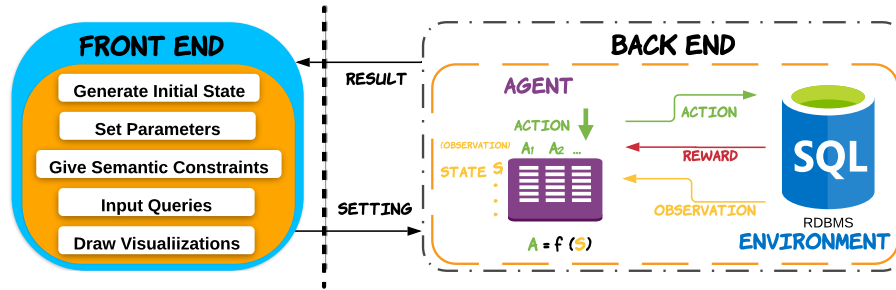 FRONT END
Generate Initial State
Set Parameters
Give Semantic Constraints
Input Queries
Draw Visualiizations
RESULT
SETTING
BACK END
AGENT
ACTION
(OBSERVATION)
A1 A2 ...
STATE S
A = f (S)
ACTION
REWARD
OBSERVATION
SQL
RDBMS
ENVIRONMENT